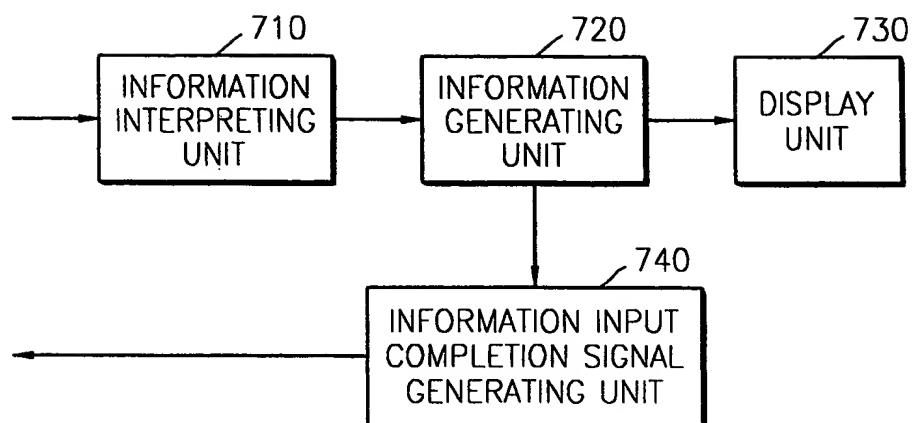 710
720
730
INFORMATION
INTERPRETING
UNIT
INFORMATION
GENERATING
UNIT
DISPLAY
UNIT
740
INFORMATION INPUT
COMPLETION SIGNAL
GENERATING UNIT